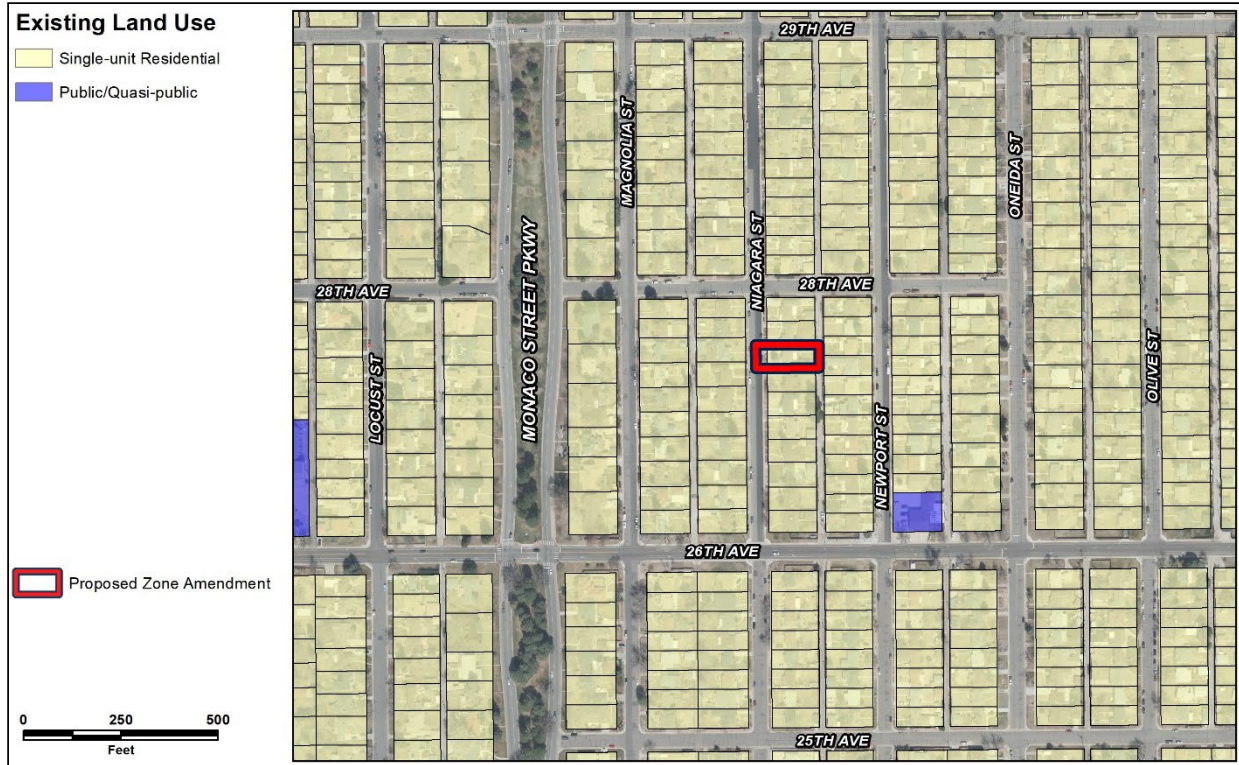 Existing Land Use
Single-unit Residential
Public/Quasi-public
Proposed Zone Amendment
0 250 500
Feet
29TH AVE
MAGNOLIA ST
ONEIDA ST
NIAGARA ST
MONACO STREET PKWY
28TH AVE
28TH AVE
LOCUST ST
OLIVE ST
NEWPORT ST
26TH AVE
25TH AVE